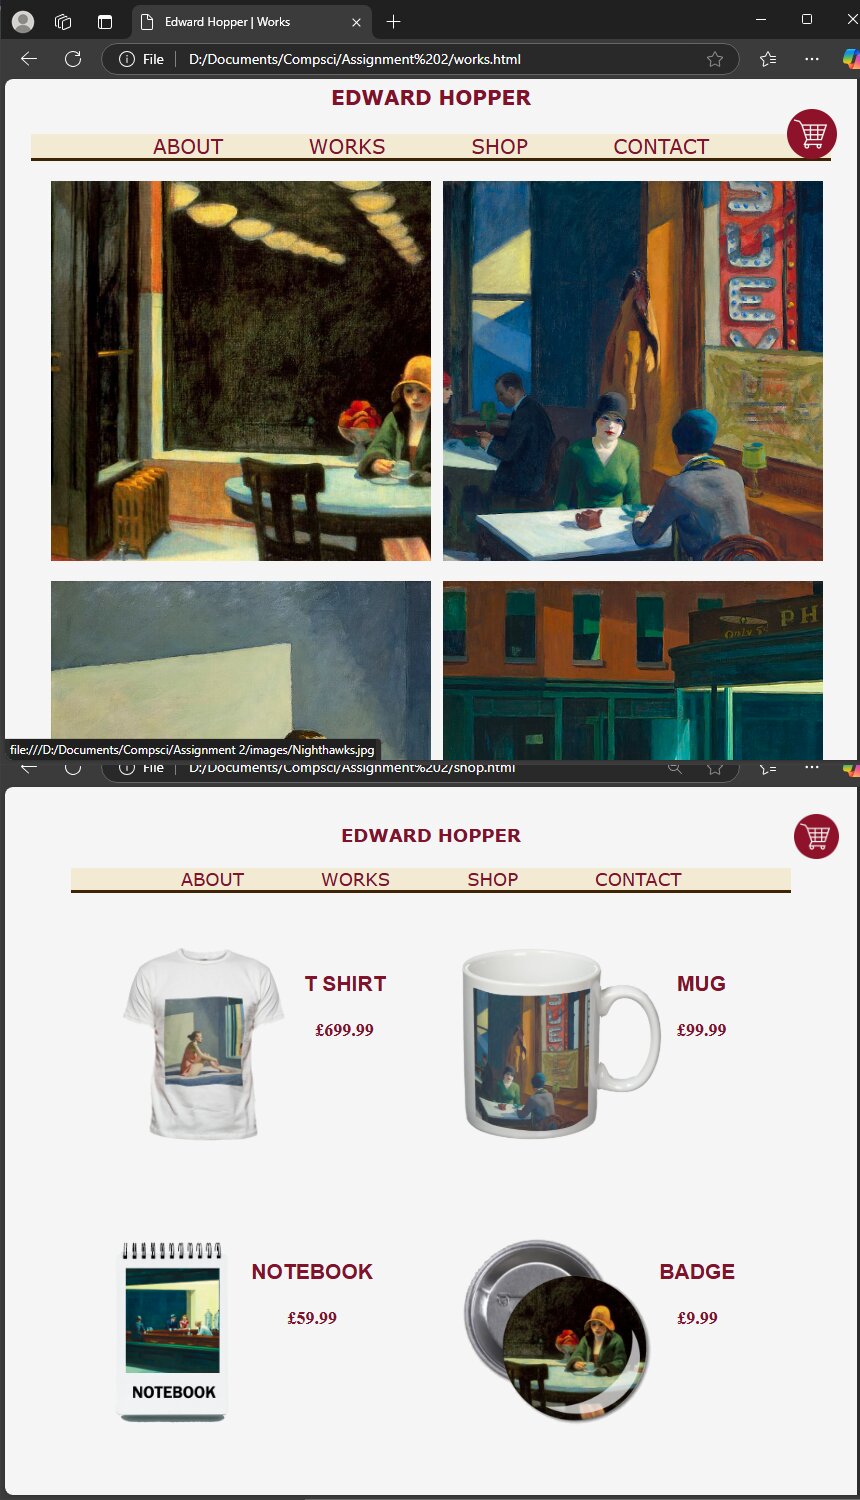 Edward Hopper | Works
File D:/Documents/Compsci/Assignment%202/works.html
EDWARD HOPPER
ABOUT WORKS SHOP CONTACT
SUEY
Only 5¢ PH
file:///D:/Documents/Compsci/Assignment 2/images/Nighthawks.jpg
File D:/Documents/Compsci/Assignment%202/shop.html
EDWARD HOPPER
ABOUT WORKS SHOP CONTACT
T SHIRT
£699.99
MUG
£99.99
NOTEBOOK
£59.99
NOTEBOOK
BADGE
£9.99